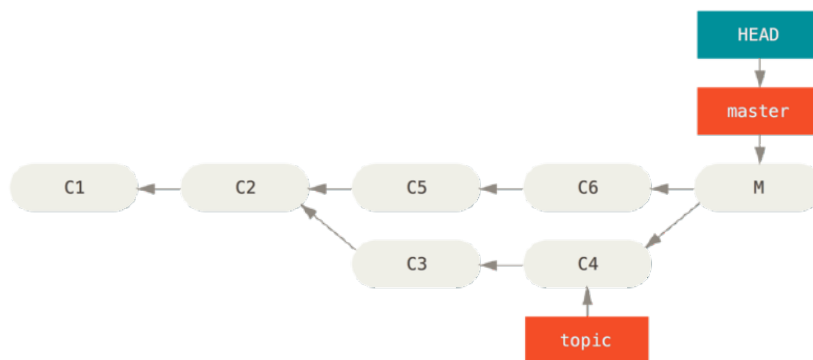 HEAD
master
C1 C2 C5 C6 M
C3 C4
topic